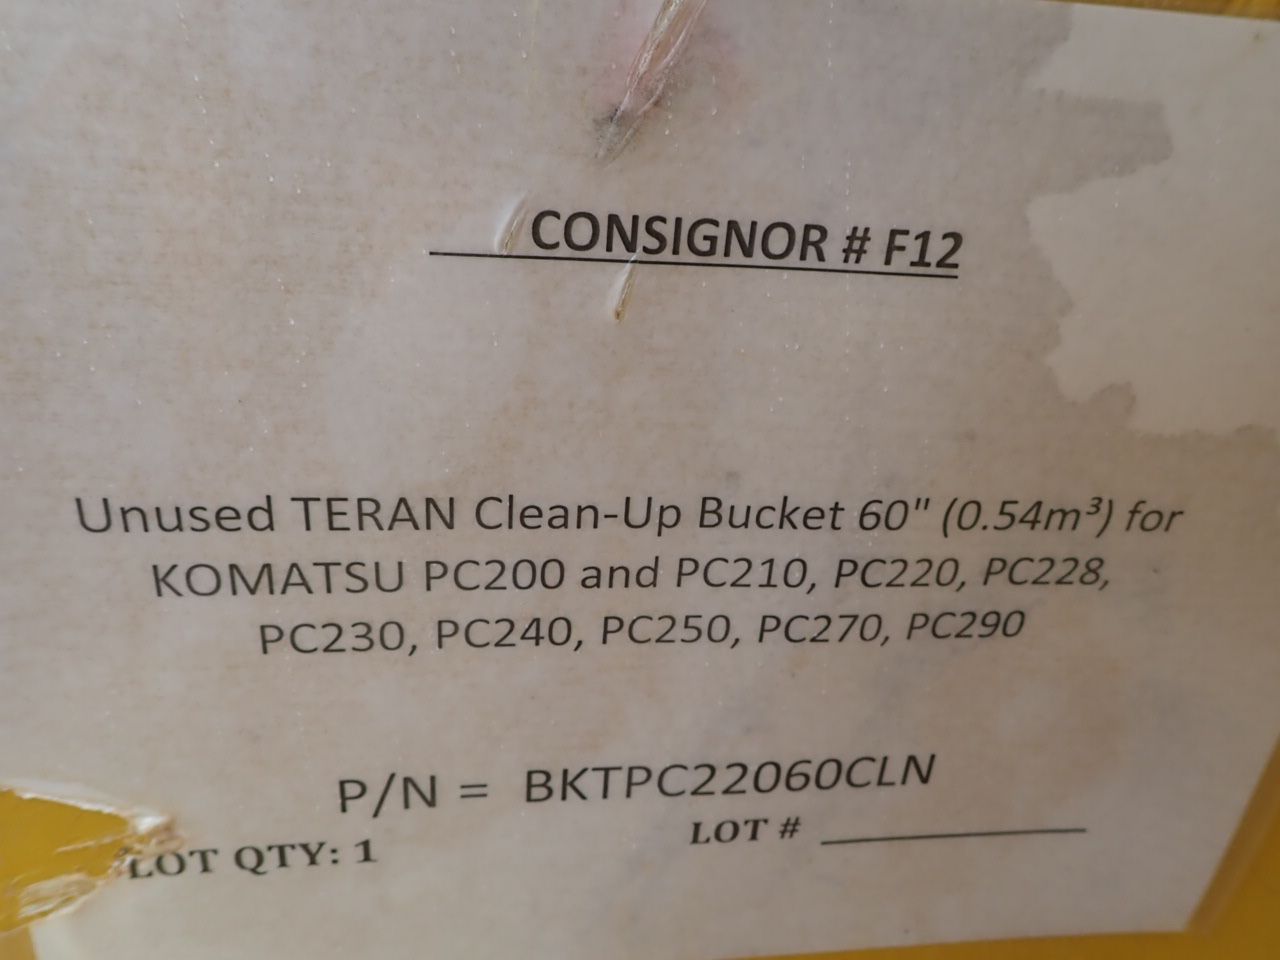 CONSIGNOR # F12
Unused TERAN Clean-Up Bucket 60" (0.54m³) for
KOMATSU PC200 and PC210, PC220, PC228,
PC230, PC240, PC250, PC270, PC290
P/N = BKTPC22060CLN
LOT QTY: 1 LOT # ____________